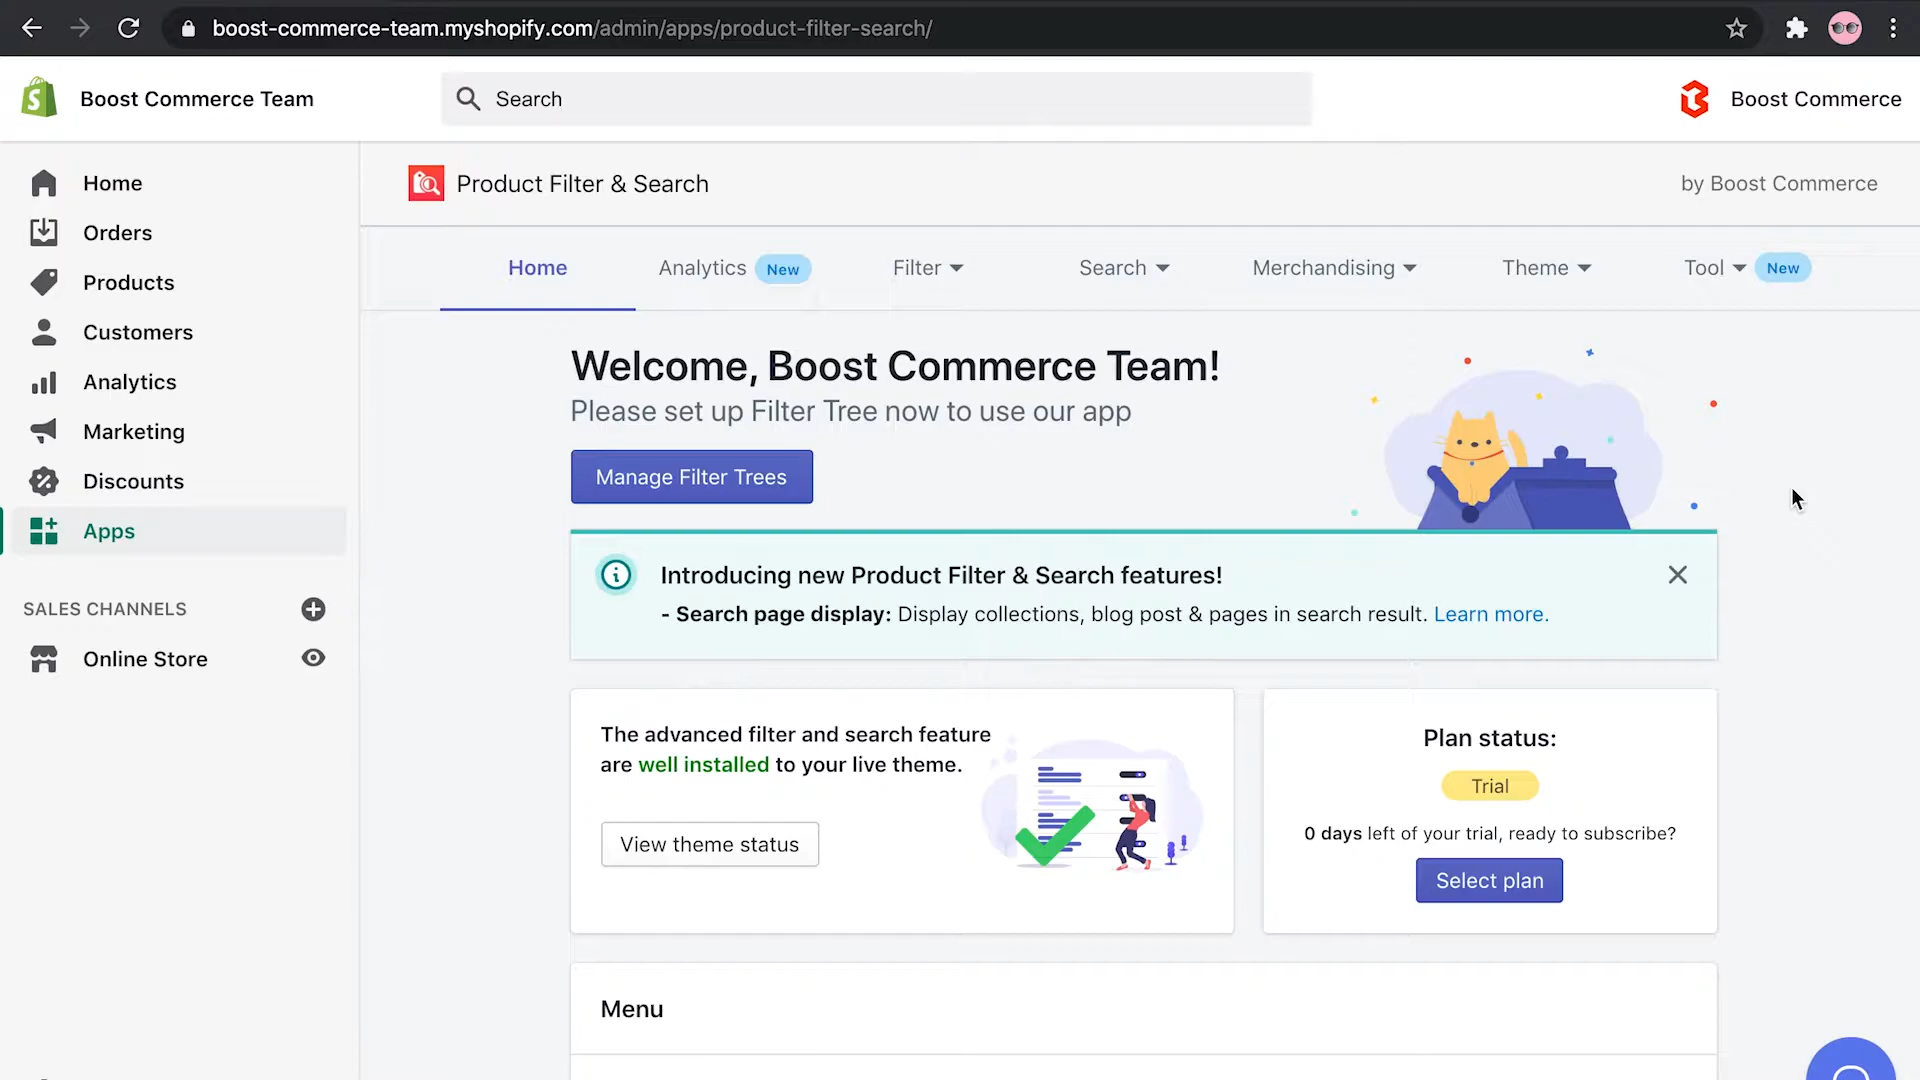 boost-commerce-team.myshopify.com/admin/apps/product-filter-search/
Boost Commerce Team
Search
Boost Commerce
Home
Orders
Products
Customers
Analytics
Marketing
Discounts
Apps
SALES CHANNELS
Online Store
Product Filter & Search
by Boost Commerce
Home
Analytics New
Filter
Search
Merchandising
Theme
Tool New
Welcome, Boost Commerce Team!
Please set up Filter Tree now to use our app
Manage Filter Trees
Introducing new Product Filter & Search features!
- Search page display: Display collections, blog post & pages in search result. Learn more.
The advanced filter and search feature
are well installed to your live theme.
View theme status
Plan status:
Trial
0 days left of your trial, ready to subscribe?
Select plan
Menu